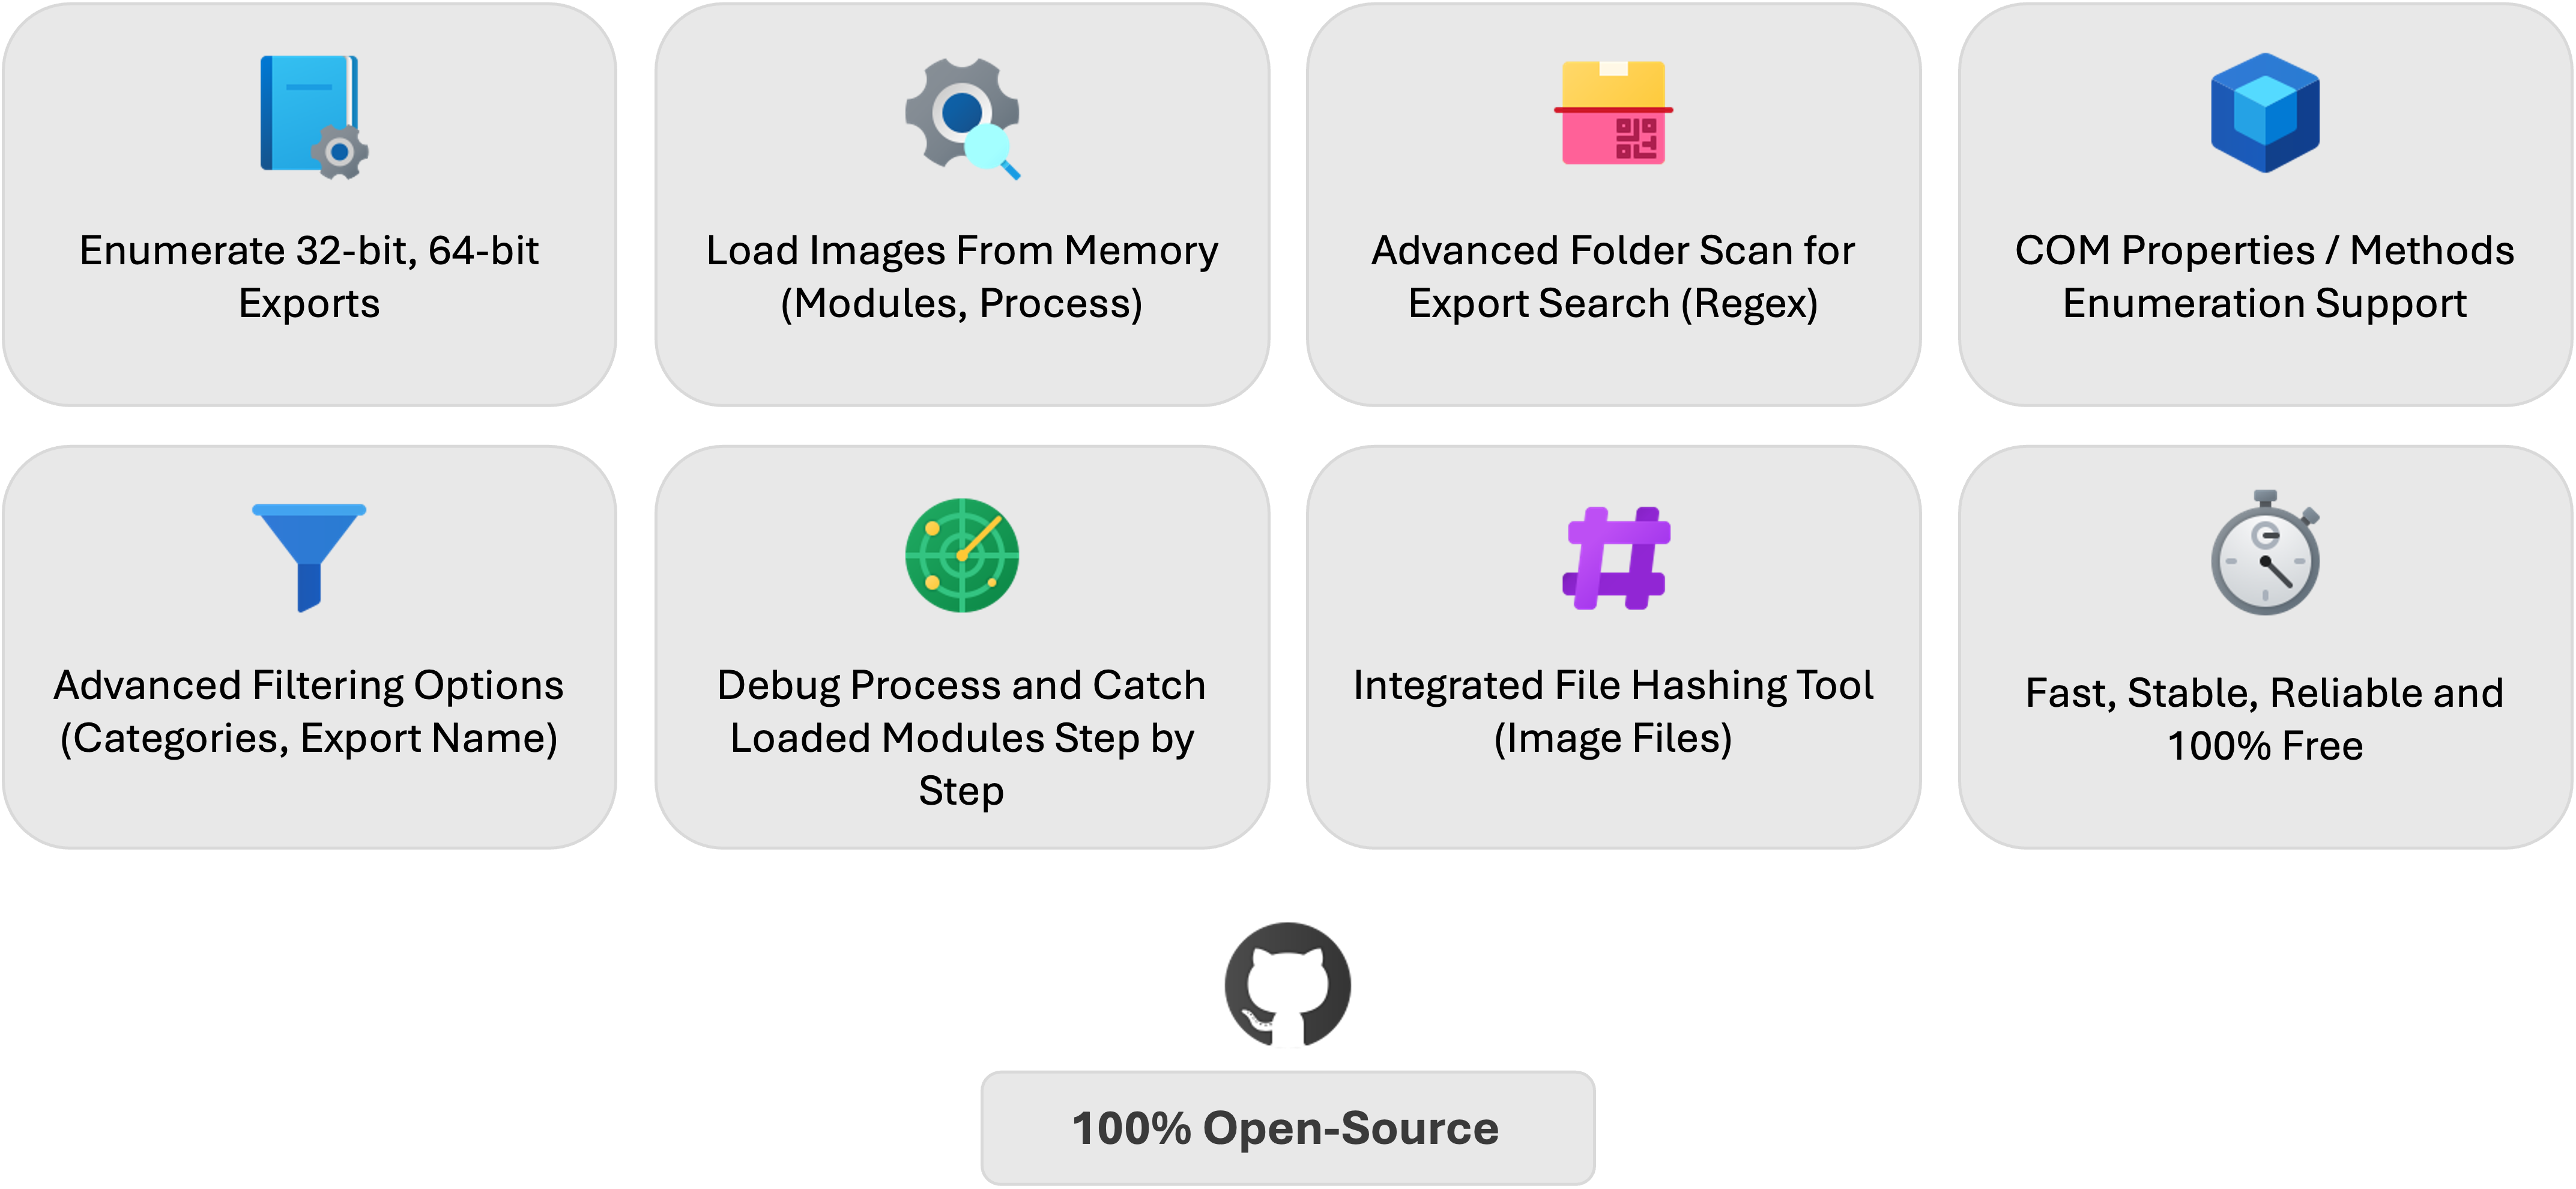 Enumerate 32-bit, 64-bit
Exports
Load Images From Memory
(Modules, Process)
Advanced Folder Scan for
Export Search (Regex)
COM Properties / Methods
Enumeration Support
Advanced Filtering Options
(Categories, Export Name)
Debug Process and Catch
Loaded Modules Step by
Step
Integrated File Hashing Tool
(Image Files)
Fast, Stable, Reliable and
100% Free
100% Open-Source